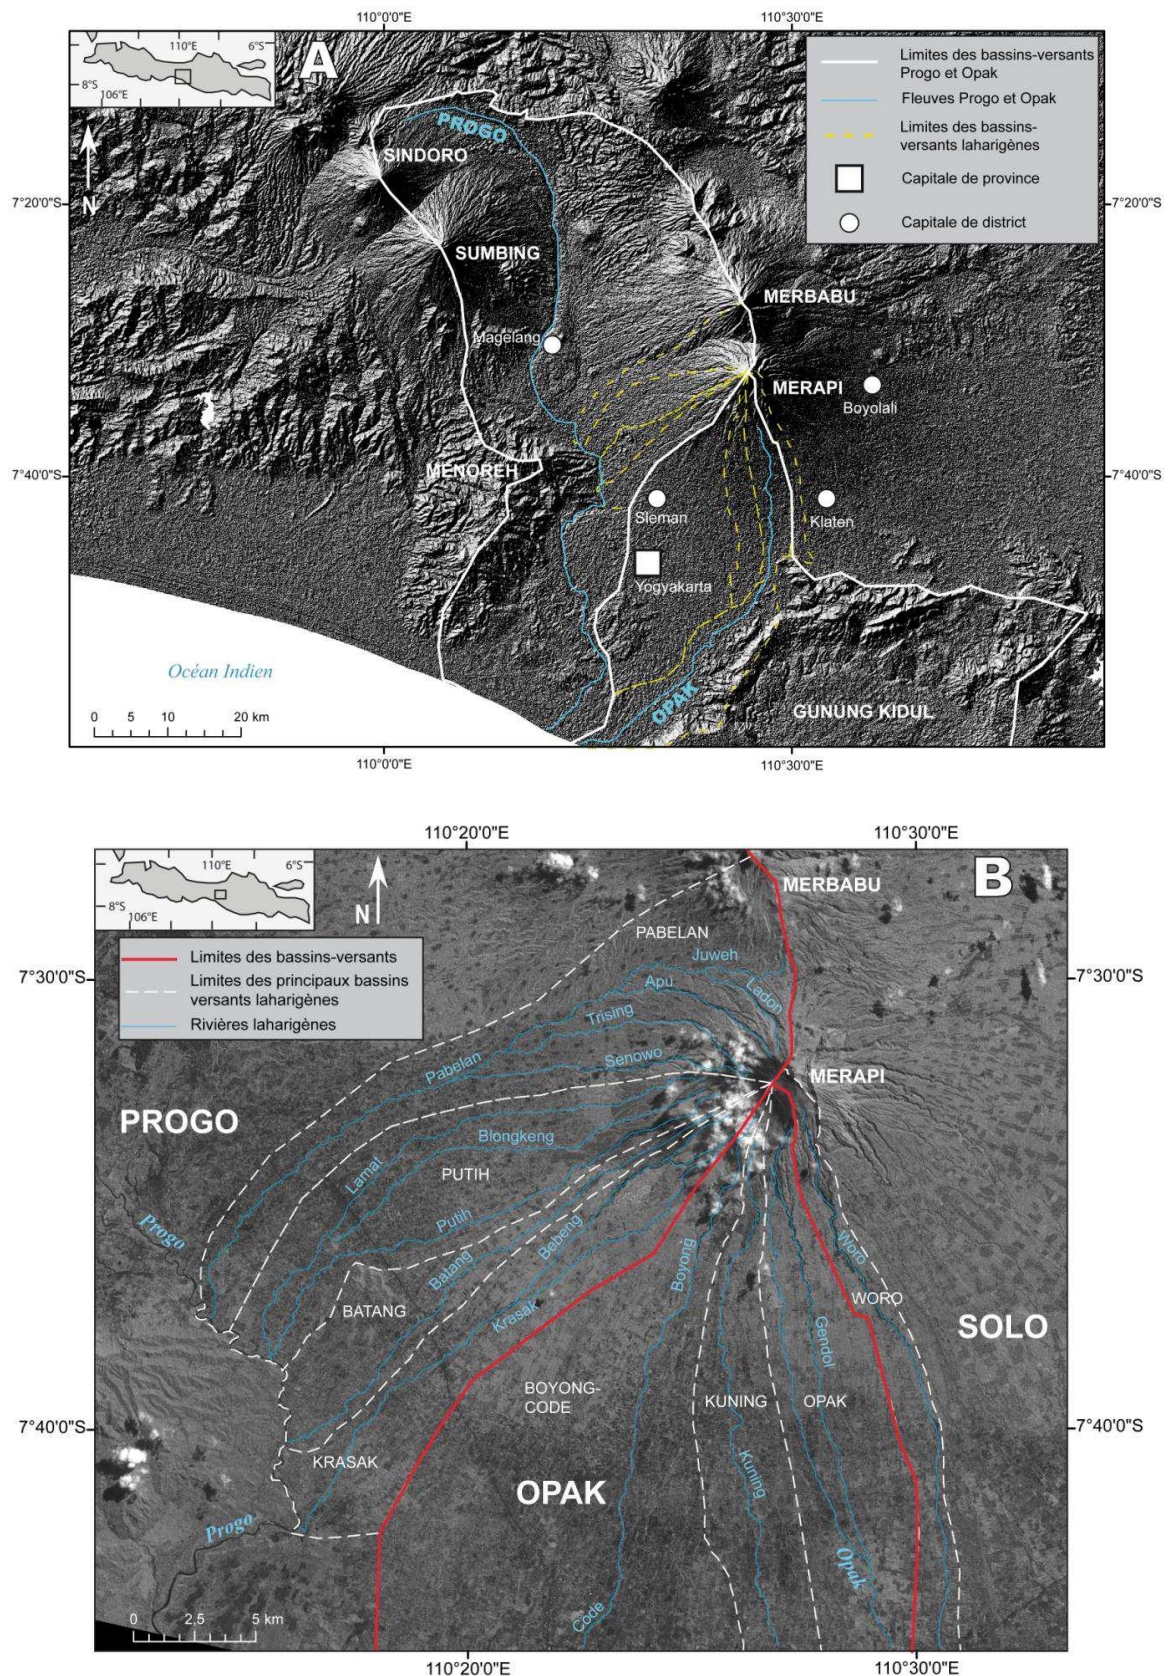 110°0'0"E
110°30'0"E
110°E
6°S
8°S
106°E
A
N
Limites des bassins-versants
Progo et Opak
Fleuves Progo et Opak
Limites des bassins-
versants laharigènes
Capitale de province
Capitale de district
PROGO
SINDORO
7°20'0"S
7°20'0"S
SUMBING
MERBABU
Magelang
MERAPI
Boyolali
MENOREH
7°40'0"S
7°40'0"S
Sleman
Klaten
Yogyakarta
Océan Indien
OPAK
GUNUNG KIDUL
0 5 10 20 km
110°0'0"E
110°30'0"E
110°20'0"E
110°30'0"E
110°E
6°S
8°S
106°E
N
B
MERBABU
Limites des bassins-versants
Limites des principaux bassins
versants laharigènes
Rivières laharigènes
PABELAN
Juweh
7°30'0"S
7°30'0"S
Apu
Ladon
Trising
Senowo
Pabelan
MERAPI
PROGO
Blongkeng
Lamat
PUTIH
Putih
Progo
Batang
Bebeng
Boyong
Woro
BATANG
WORO
Krasak
SOLO
Gendol
BOYONG-
CODE
KUNING
OPAK
7°40'0"S
7°40'0"S
KRASAK
Kuning
OPAK
Progo
Opak
Code
0 2,5 5 km
110°20'0"E
110°30'0"E